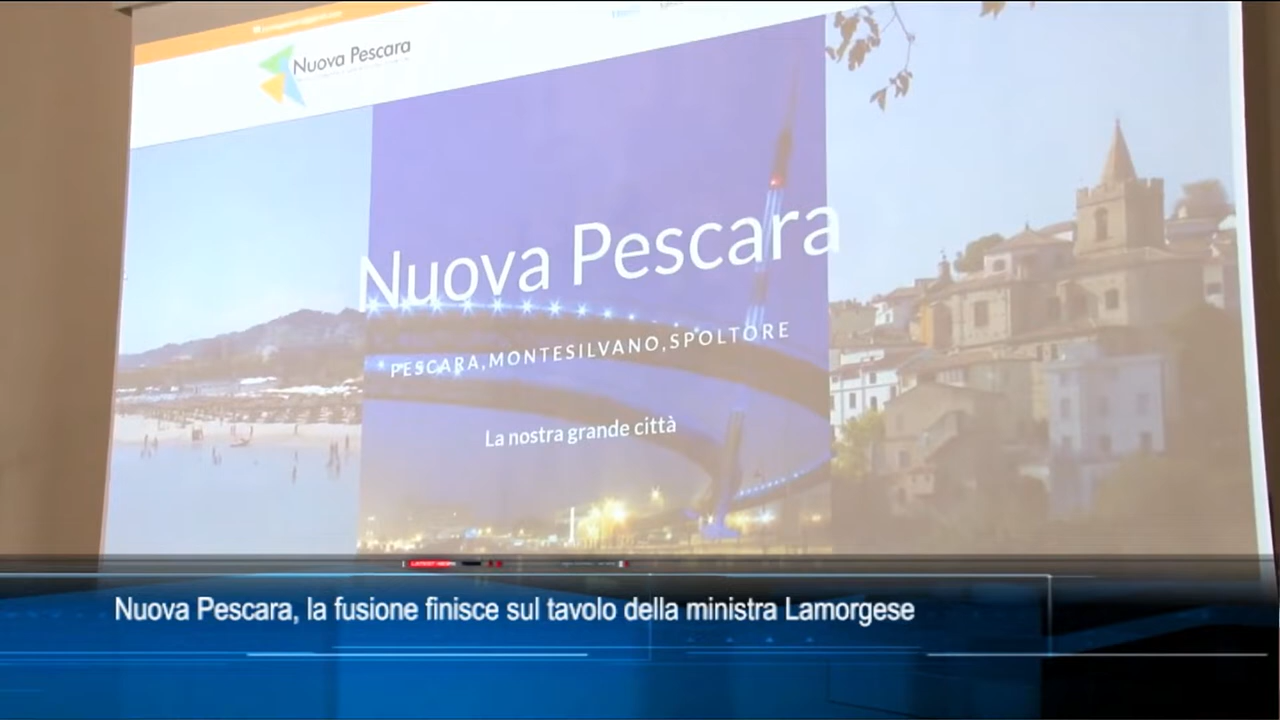 Nuova Pescara
Nuova Pescara
PESCARA,MONTESILVANO,SPOLTORE
La nostra grande città
Nuova Pescara, la fusione finisce sul tavolo della ministra Lamorgese